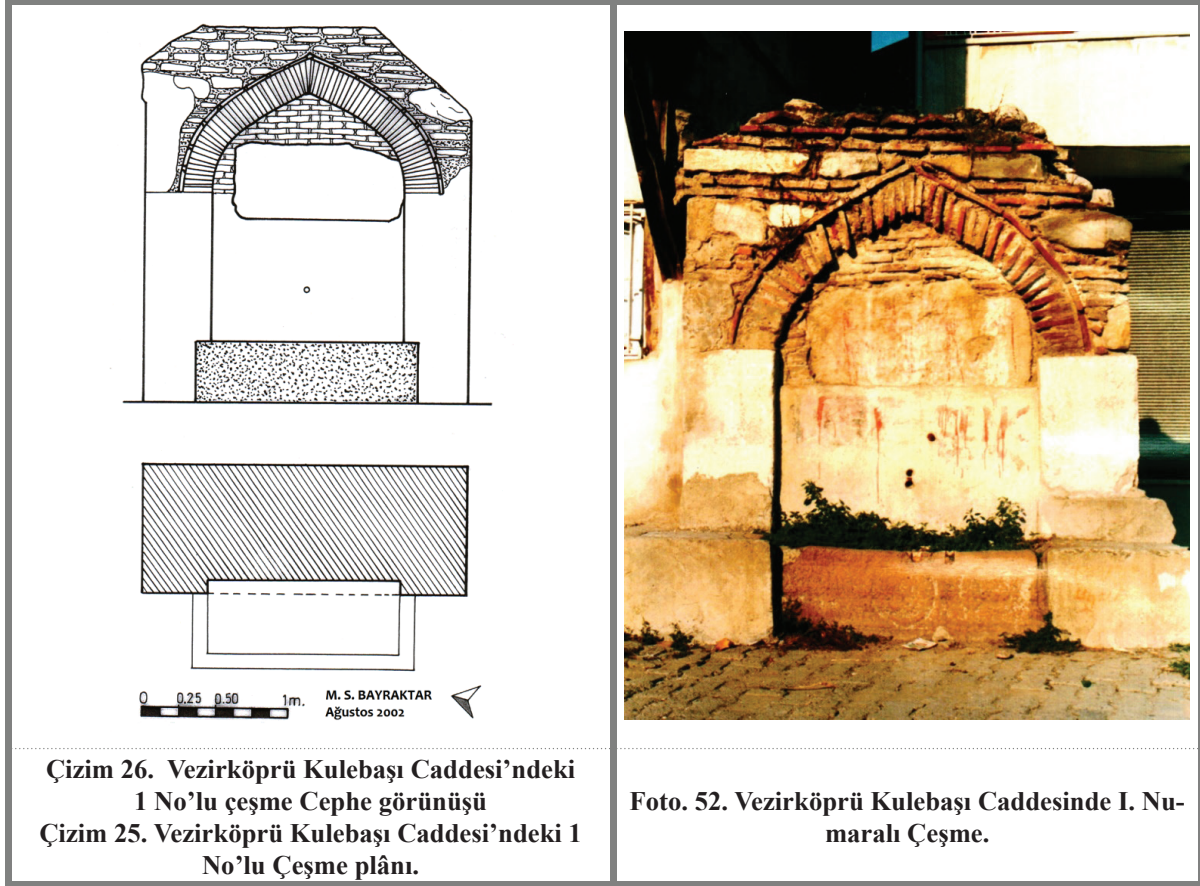 0 0.25 0.50 1m.
M. S. BAYRAKTAR
Ağustos 2002
Çizim 26. Vezirköprü Kulebaşı Caddesi’ndeki
1 No’lu çeşme Cephe görünüşü
Çizim 25. Vezirköprü Kulebaşı Caddesi’ndeki 1
No’lu Çeşme plânı.
Foto. 52. Vezirköprü Kulebaşı Caddesinde I. Nu-
maralı Çeşme.